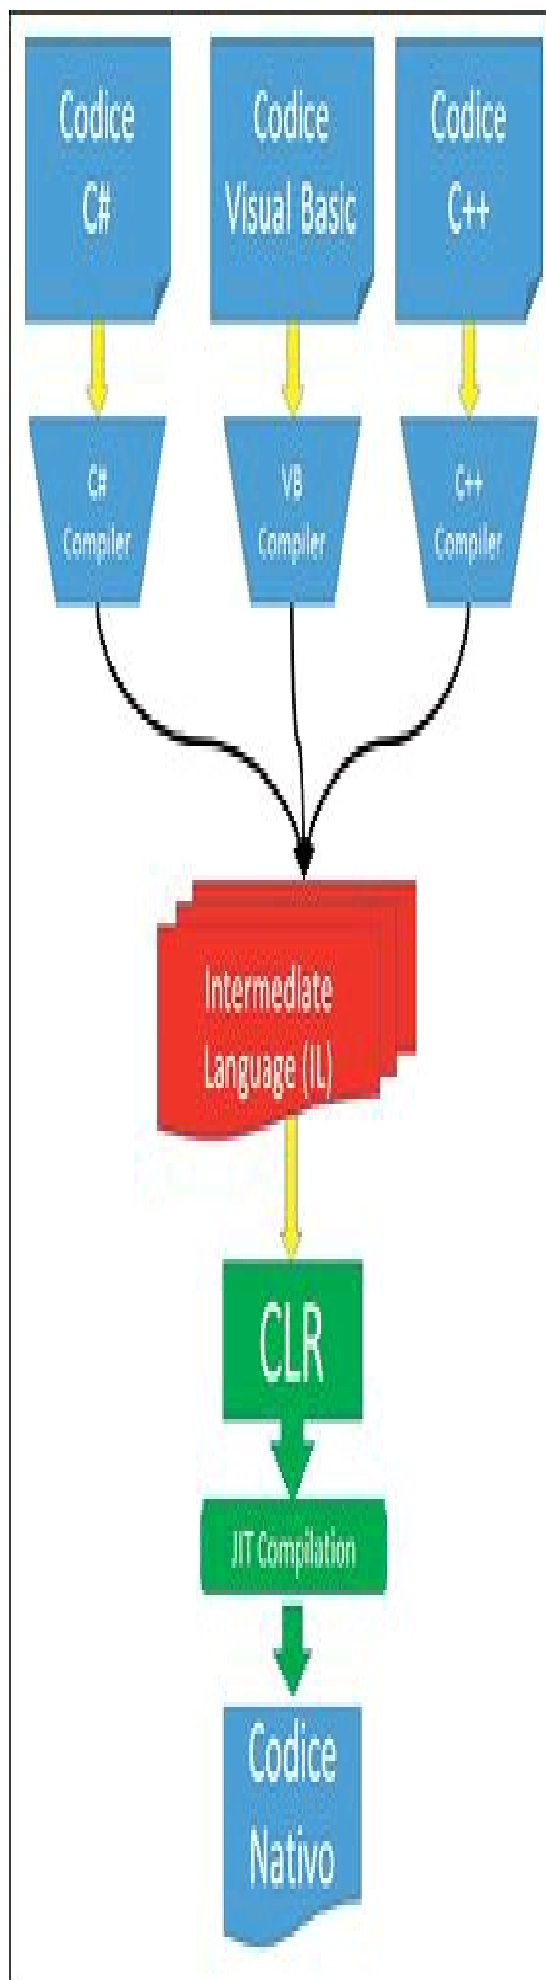 Codice
C#
Codice
Visual Basic
Codice
C++
C#
Compiler
VB
Compiler
C++
Compiler
Intermediate
Language (IL)
CLR
JIT Compilation
Codice
Nativo